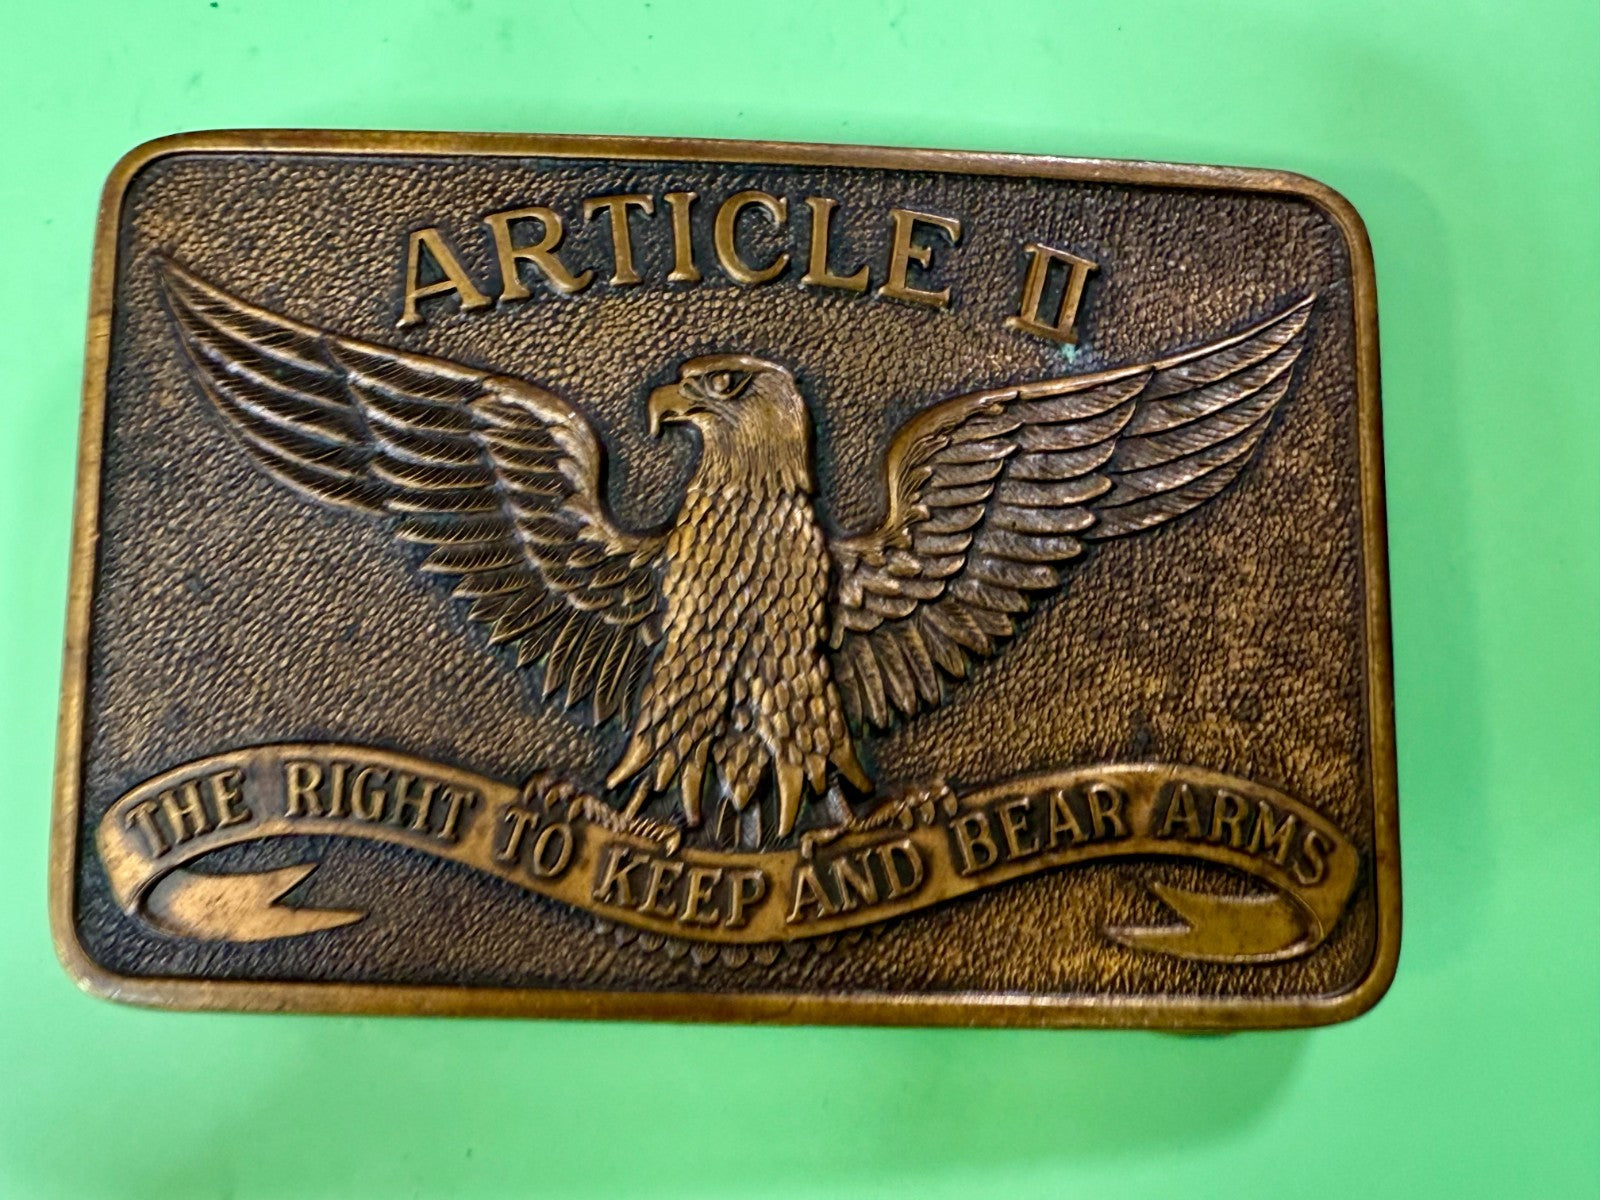 ARTICLE II
THE RIGHT TO KEEP AND BEAR ARMS